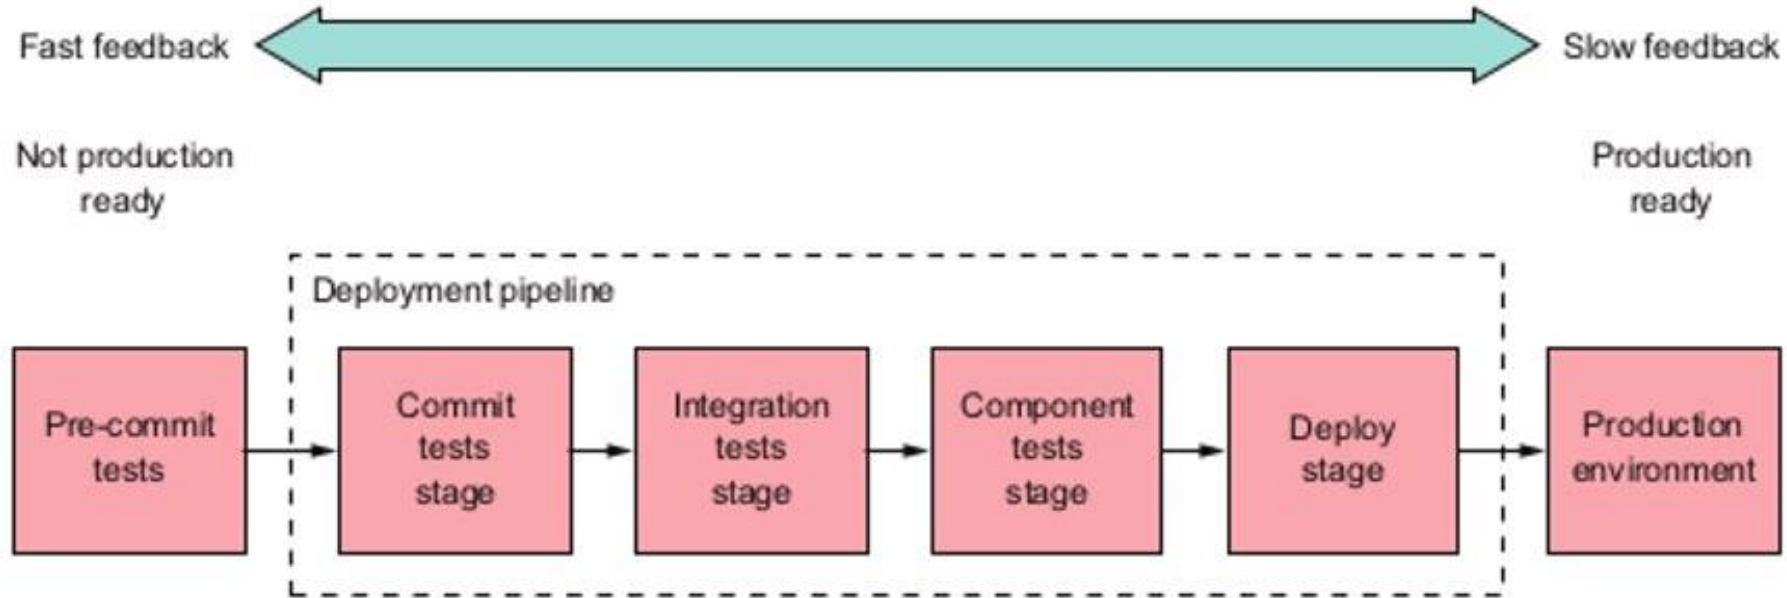 Fast feedback
Slow feedback
Not production
ready
Production
ready
Deployment pipeline
Pre-commit
tests
Commit
tests
stage
Integration
tests
stage
Component
tests
stage
Deploy
stage
Production
environment